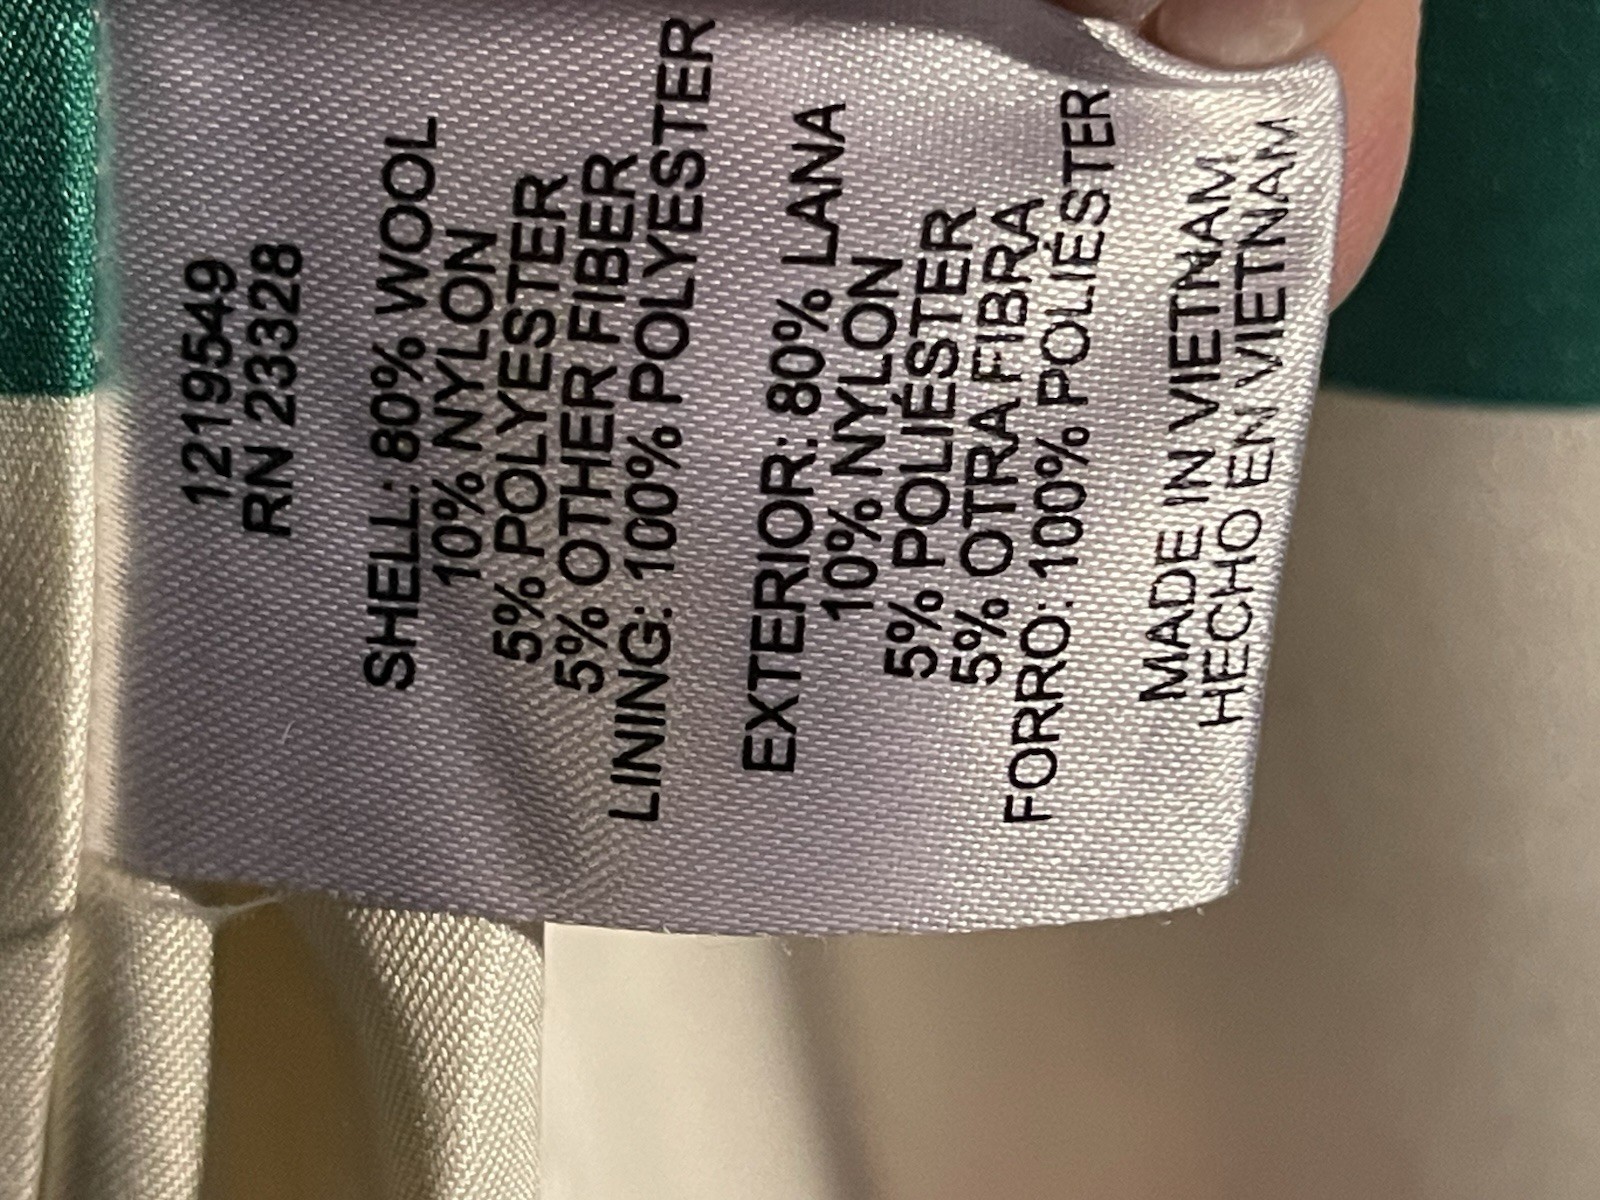 1219549
RN 23328
SHELL: 80% WOOL
10% NYLON
5% POLYESTER
5% OTHER FIBER
LINING: 100% POLYESTER
EXTERIOR: 80% LANA
10% NYLON
5% POLIÉSTER
5% OTRA FIBRA
FORRO: 100% POLIÉSTER
MADE IN VIETNAM
HECHO EN VIETNAM